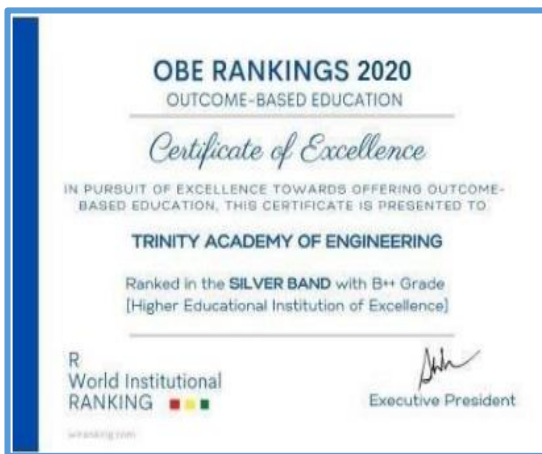 OBE RANKINGS 2020
OUTCOME-BASED EDUCATION
Certificate of Excellence
IN PURSUIT OF EXCELLENCE TOWARDS OFFERING OUTCOME-
BASED EDUCATION, THIS CERTIFICATE IS PRESENTED TO
TRINITY ACADEMY OF ENGINEERING
Ranked in the SILVER BAND with B++ Grade
[Higher Educational Institution of Excellence]
R
World Institutional
RANKING
Executive President